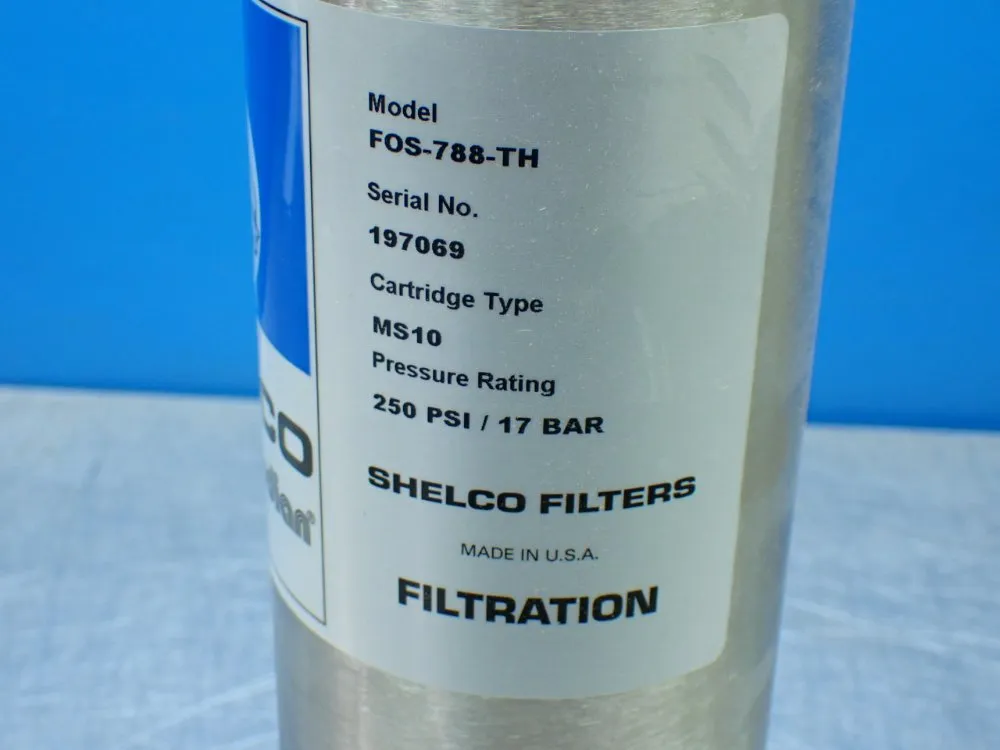 Model
FOS-788-TH
Serial No.
197069
Cartridge Type
MS10
Pressure Rating
250 PSI / 17 BAR
SHELCO FILTERS
MADE IN U.S.A.
FILTRATION
CO